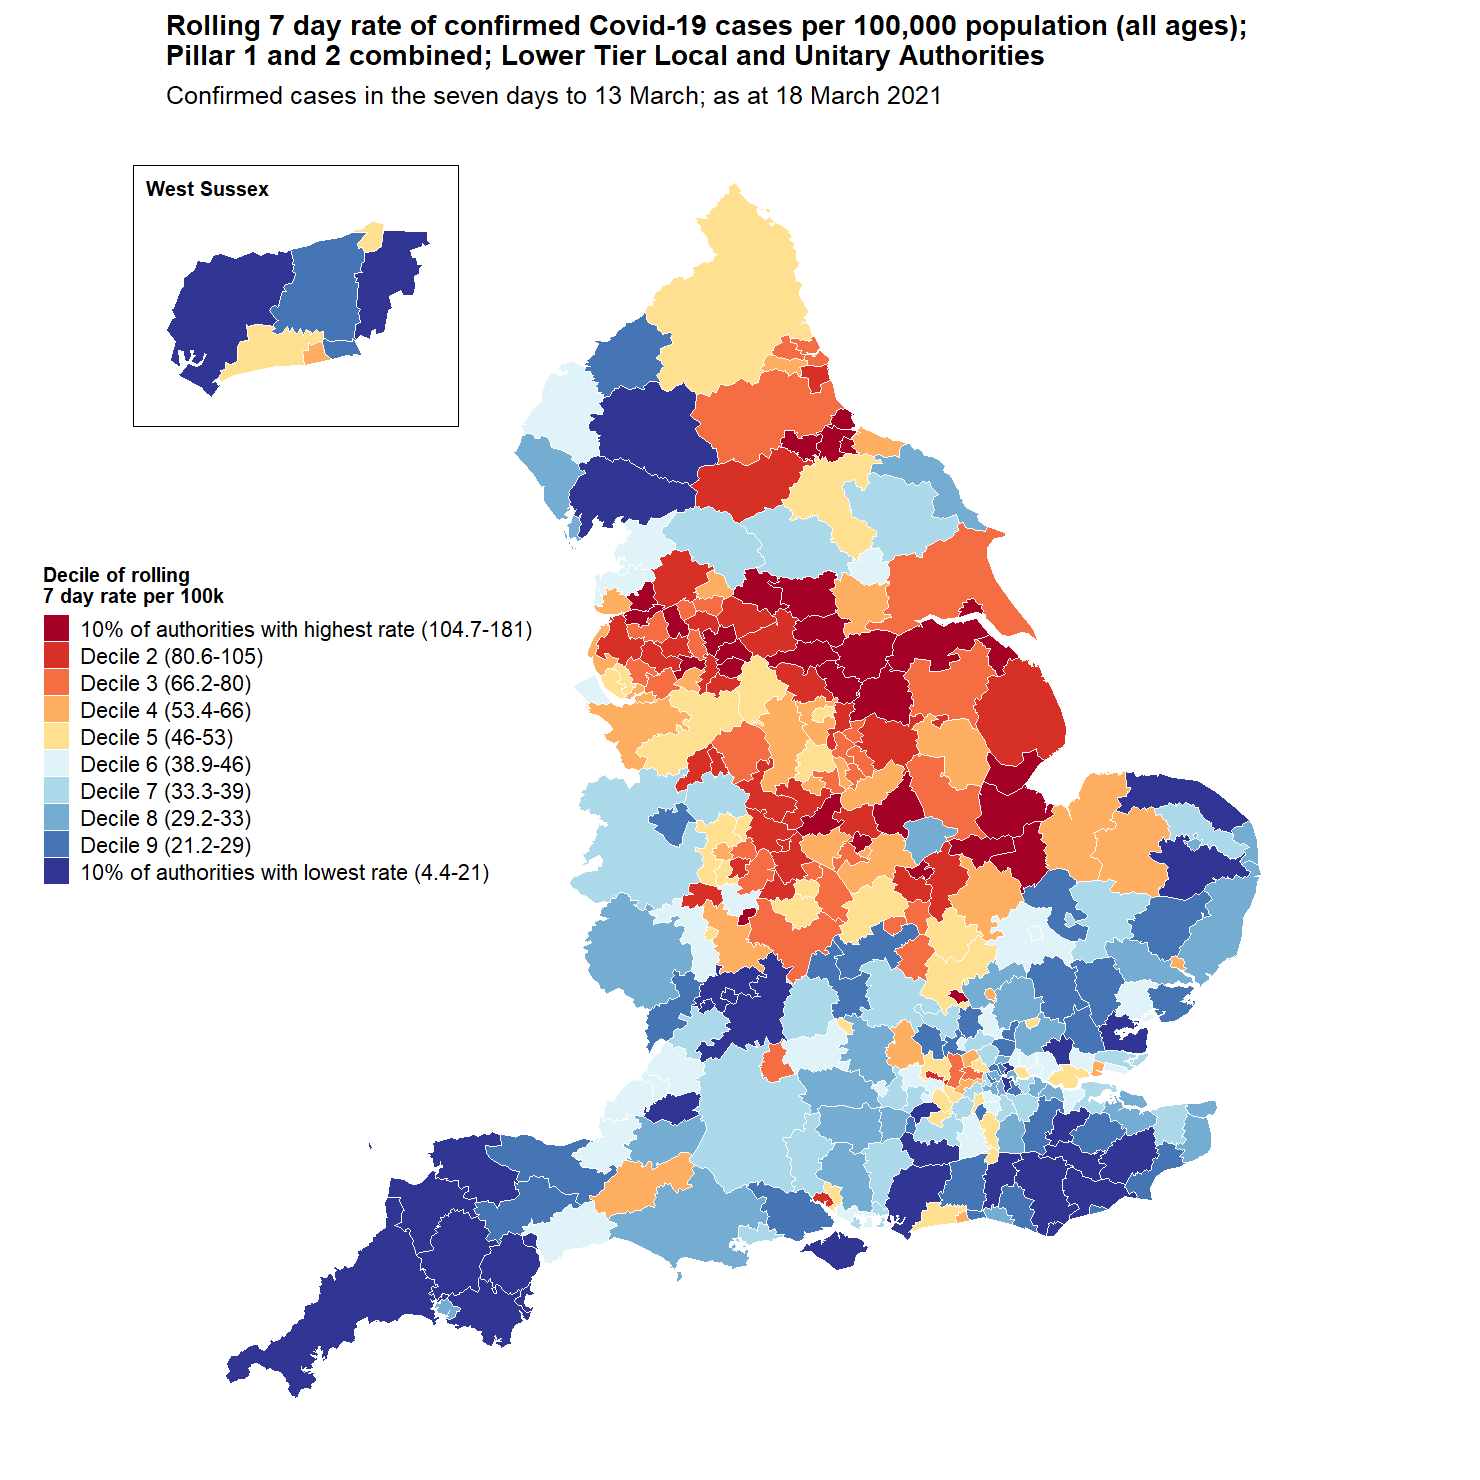 Rolling 7 day rate of confirmed Covid-19 cases per 100,000 population (all ages);
Pillar 1 and 2 combined; Lower Tier Local and Unitary Authorities
Confirmed cases in the seven days to 13 March; as at 18 March 2021
West Sussex
Decile of rolling
7 day rate per 100k
10% of authorities with highest rate (104.7-181)
Decile 2 (80.6-105)
Decile 3 (66.2-80)
Decile 4 (53.4-66)
Decile 5 (46-53)
Decile 6 (38.9-46)
Decile 7 (33.3-39)
Decile 8 (29.2-33)
Decile 9 (21.2-29)
10% of authorities with lowest rate (4.4-21)